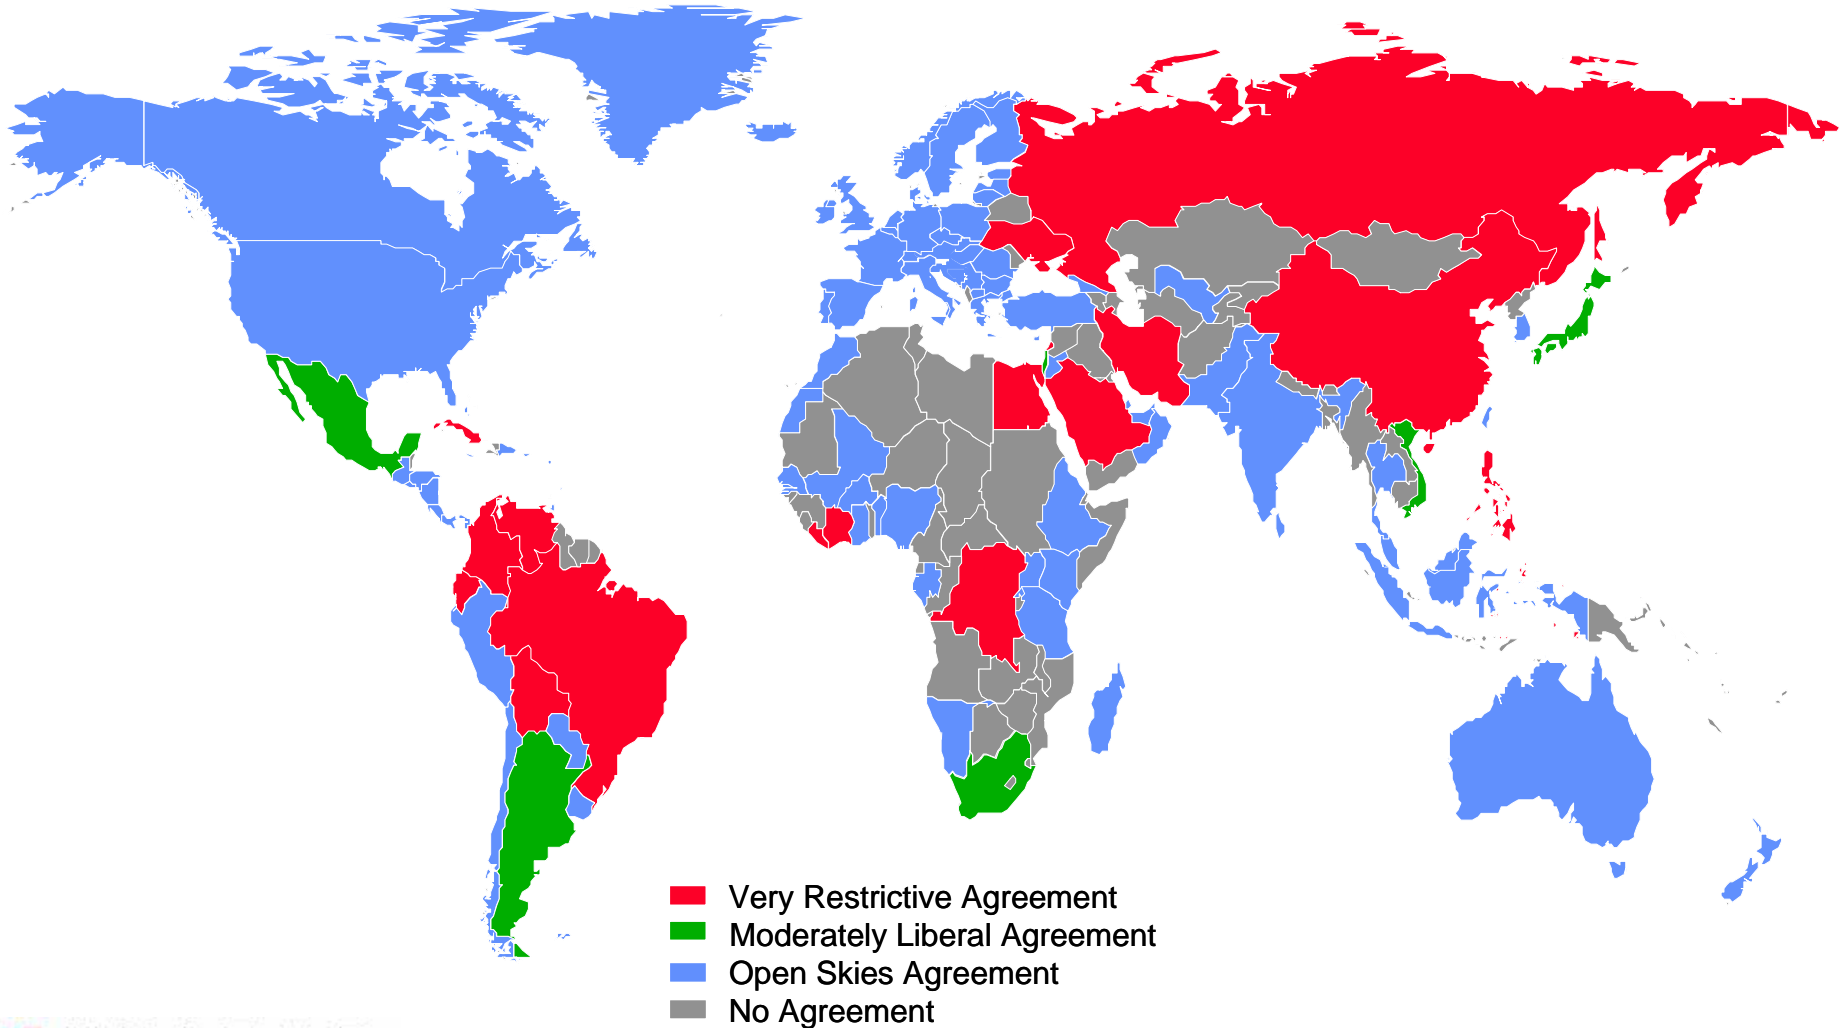 Very Restrictive Agreement
Moderately Liberal Agreement
Open Skies Agreement
No Agreement